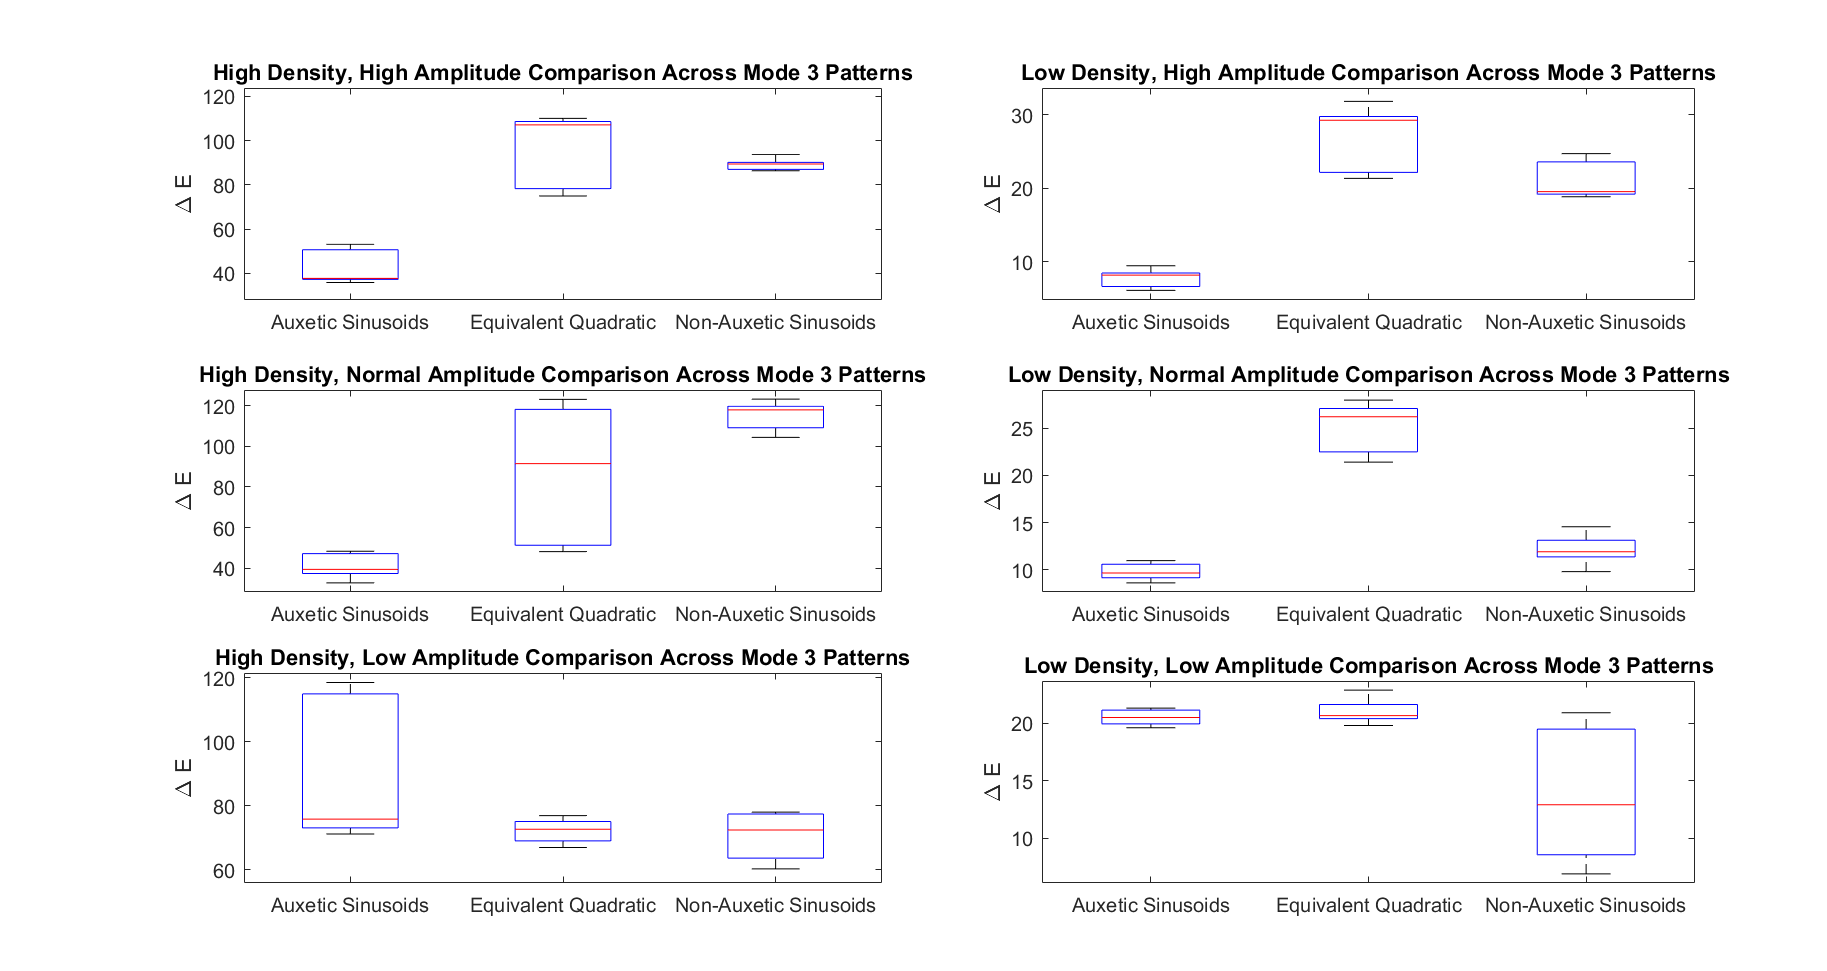 High Density, High Amplitude Comparison Across Mode 3 Patterns
120
100
80
60
40
Δ E
Auxetic Sinusoids Equivalent Quadratic Non-Auxetic Sinusoids
Low Density, High Amplitude Comparison Across Mode 3 Patterns
30
20
10
Δ E
Auxetic Sinusoids Equivalent Quadratic Non-Auxetic Sinusoids
High Density, Normal Amplitude Comparison Across Mode 3 Patterns
120
100
80
60
40
Δ E
Auxetic Sinusoids Equivalent Quadratic Non-Auxetic Sinusoids
Low Density, Normal Amplitude Comparison Across Mode 3 Patterns
25
20
15
10
Δ E
Auxetic Sinusoids Equivalent Quadratic Non-Auxetic Sinusoids
High Density, Low Amplitude Comparison Across Mode 3 Patterns
120
100
80
60
Δ E
Auxetic Sinusoids Equivalent Quadratic Non-Auxetic Sinusoids
Low Density, Low Amplitude Comparison Across Mode 3 Patterns
20
15
10
Δ E
Auxetic Sinusoids Equivalent Quadratic Non-Auxetic Sinusoids